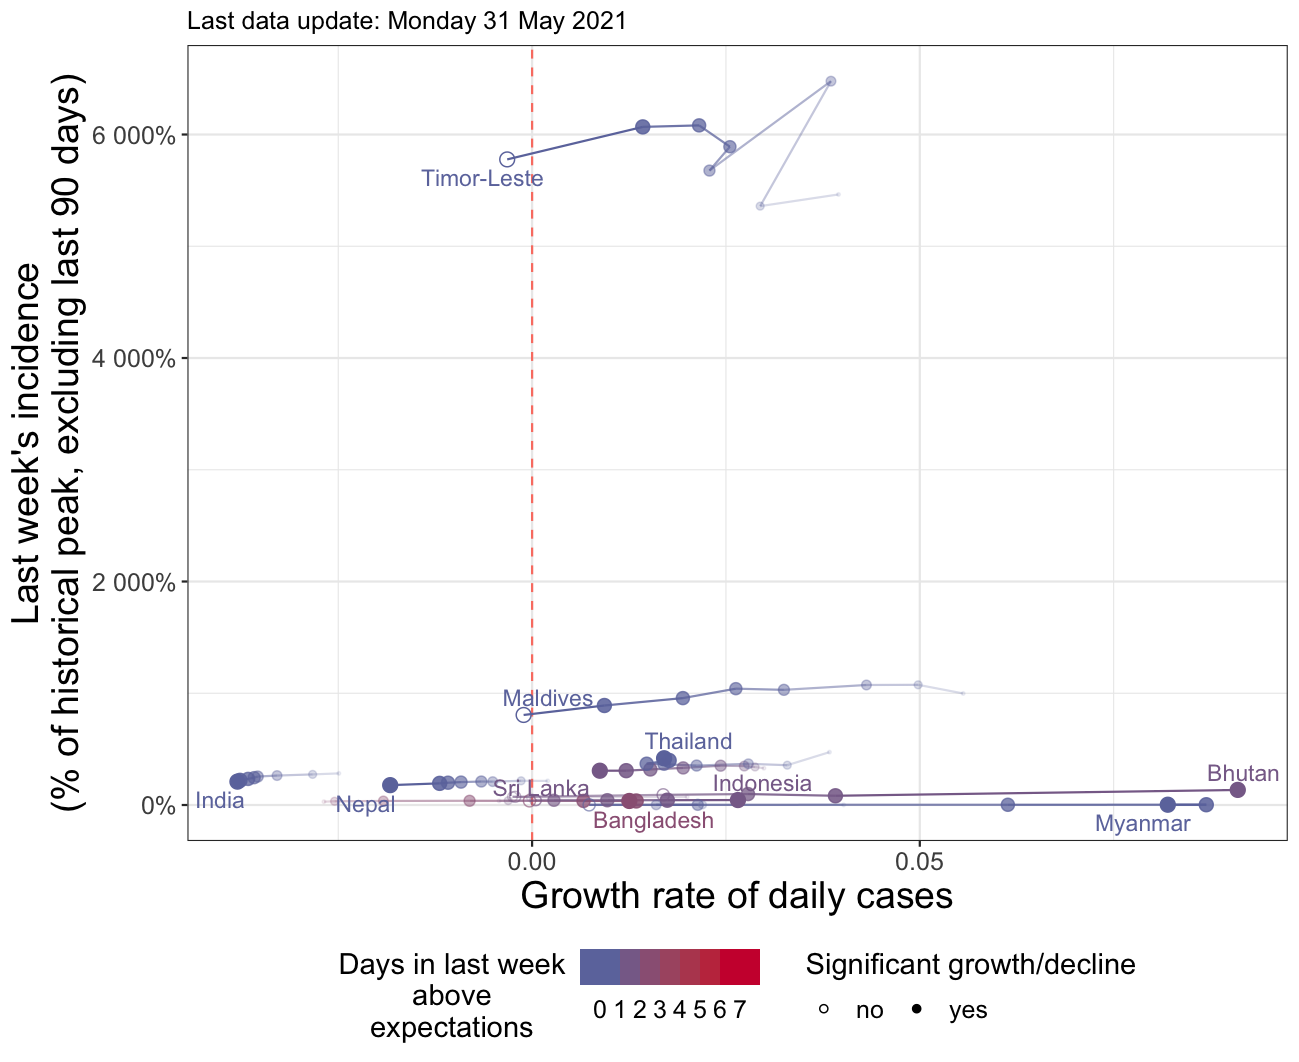 Last data update: Monday 31 May 2021
Last week's incidence
(% of historical peak, excluding last 90 days)
6 000%
4 000%
2 000%
0%
Timor-Leste
Maldives
Thailand
Sri Lanka
Indonesia
Bhutan
India
Nepal
Bangladesh
Myanmar
0.00
0.05
Growth rate of daily cases
Days in last week
above
expectations
0 1 2 3 4 5 6 7
Significant growth/decline
no
yes